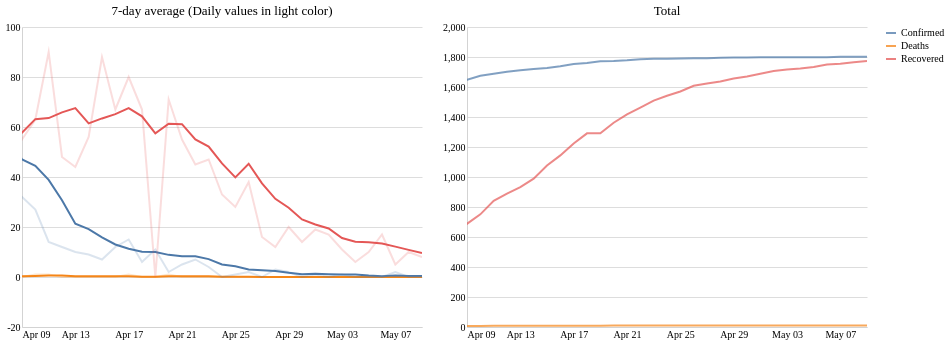 7-day average (Daily values in light color)
100
80
60
40
20
0
-20
Apr 09 Apr 13 Apr 17 Apr 21 Apr 25 Apr 29 May 03 May 07
Total
2,000
1,800
1,600
1,400
1,200
1,000
800
600
400
200
0
Apr 09 Apr 13 Apr 17 Apr 21 Apr 25 Apr 29 May 03 May 07
Confirmed
Deaths
Recovered